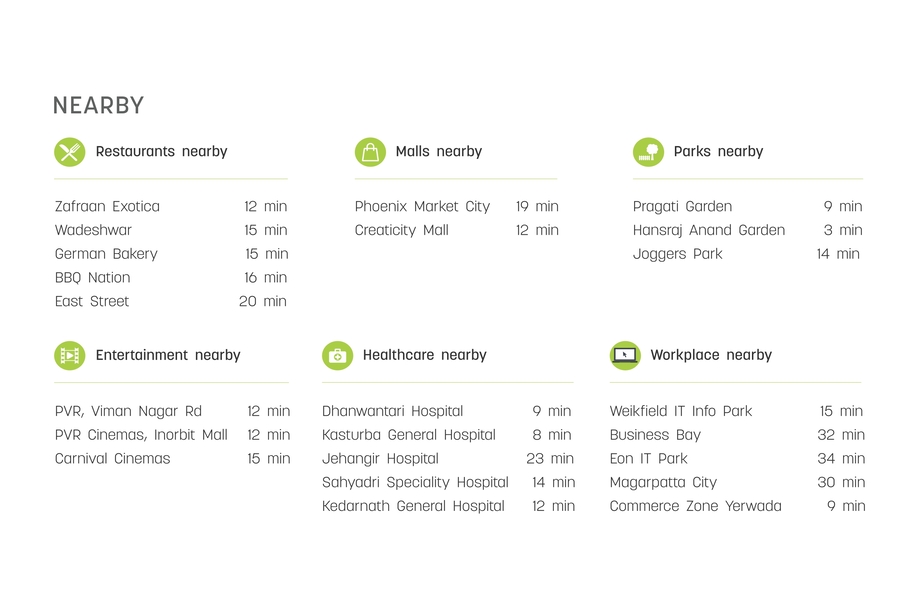 NEARBY
Restaurants nearby
Zafraan Exotica 12 min
Wadeshwar 15 min
German Bakery 15 min
BBQ Nation 16 min
East Street 20 min
Malls nearby
Phoenix Market City 19 min
Creaticity Mall 12 min
Parks nearby
Pragati Garden 9 min
Hansraj Anand Garden 3 min
Joggers Park 14 min
Entertainment nearby
PVR, Viman Nagar Rd 12 min
PVR Cinemas, Inorbit Mall 12 min
Carnival Cinemas 15 min
Healthcare nearby
Dhanwantari Hospital 9 min
Kasturba General Hospital 8 min
Jehangir Hospital 23 min
Sahyadri Speciality Hospital 14 min
Kedarnath General Hospital 12 min
Workplace nearby
Weikfield IT Info Park 15 min
Business Bay 32 min
Eon IT Park 34 min
Magarpatta City 30 min
Commerce Zone Yerwada 9 min